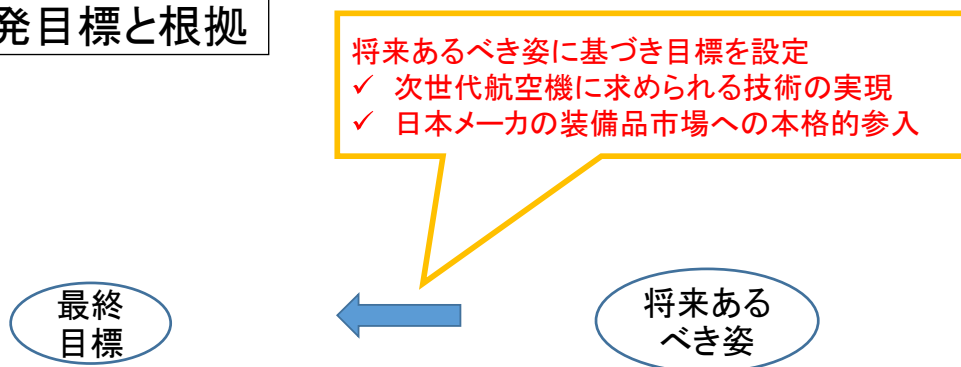 発目標と根拠
将来あるべき姿に基づき目標を設定
✓ 次世代航空機に求められる技術の実現
✓ 日本メーカの装備品市場への本格的参入
最終
目標
将来ある
べき姿